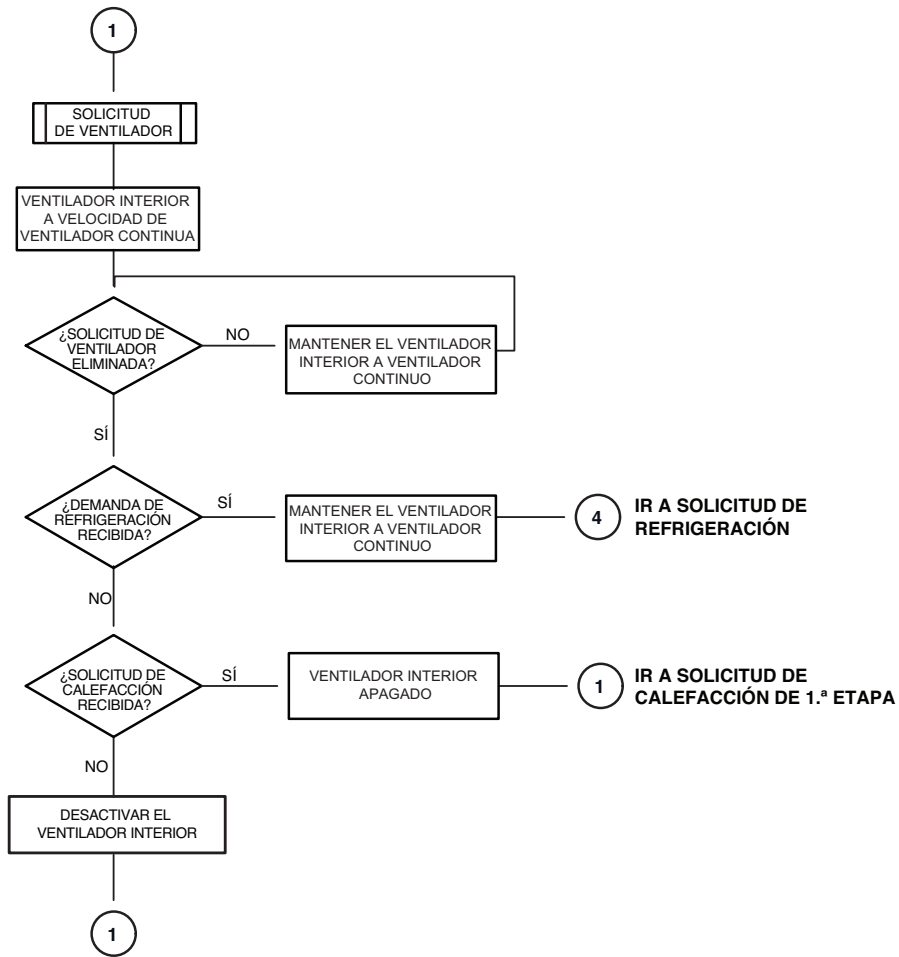 1
SOLICITUD
DE VENTILADOR
VENTILADOR INTERIOR
A VELOCIDAD DE
VENTILADOR CONTINUA
¿SOLICITUD DE
VENTILADOR
ELIMINADA?
NO
MANTENER EL VENTILADOR
INTERIOR A VENTILADOR
CONTINUO
SÍ
¿DEMANDA DE
REFRIGERACIÓN
RECIBIDA?
SÍ
MANTENER EL VENTILADOR
INTERIOR A VENTILADOR
CONTINUO
4
IR A SOLICITUD DE
REFRIGERACIÓN
NO
¿SOLICITUD DE
CALEFACCIÓN
RECIBIDA?
SÍ
VENTILADOR INTERIOR
APAGADO
1
IR A SOLICITUD DE
CALEFACCIÓN DE 1.ª ETAPA
NO
DESACTIVAR EL
VENTILADOR INTERIOR
1